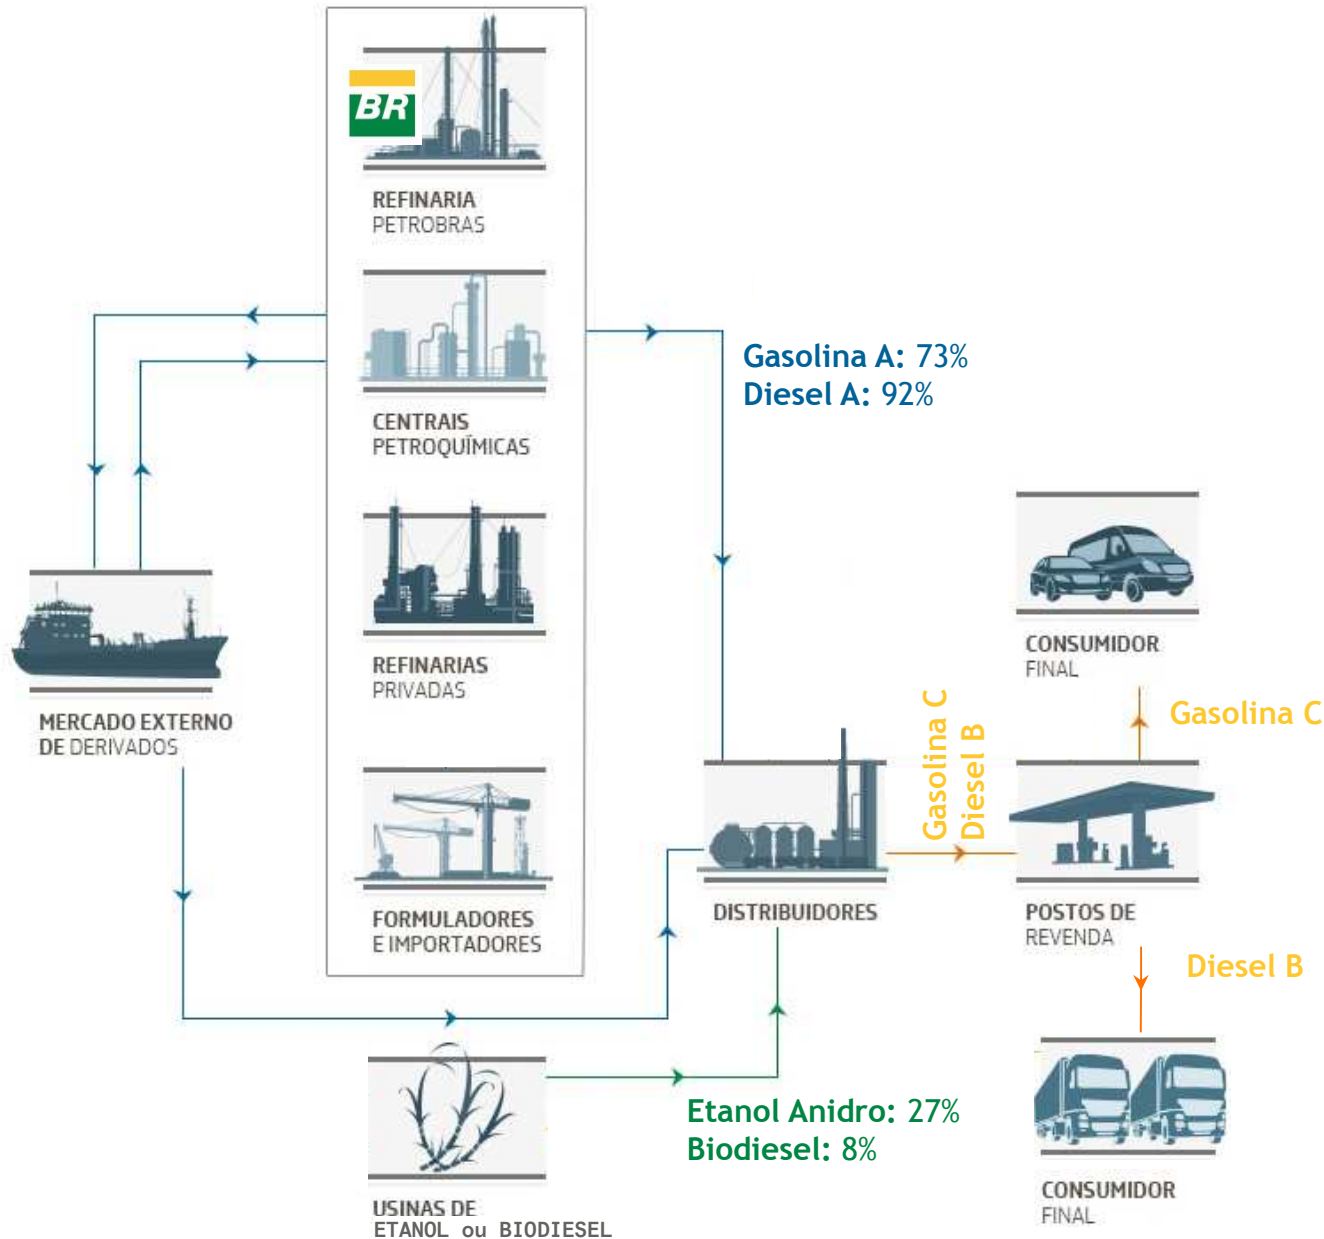 BR
REFINARIA
PETROBRAS
CENTRAIS
PETROQUÍMICAS
REFINARIAS
PRIVADAS
FORMULADORES
E IMPORTADORES
MERCADO EXTERNO
DE DERIVADOS
Gasolina A: 73%
Diesel A: 92%
USINAS DE
ETANOL ou BIODIESEL
Etanol Anidro: 27%
Biodiesel: 8%
DISTRIBUIDORES
Gasolina C
Diesel B
POSTOS DE
REVENDA
Gasolina C
CONSUMIDOR
FINAL
Diesel B
CONSUMIDOR
FINAL